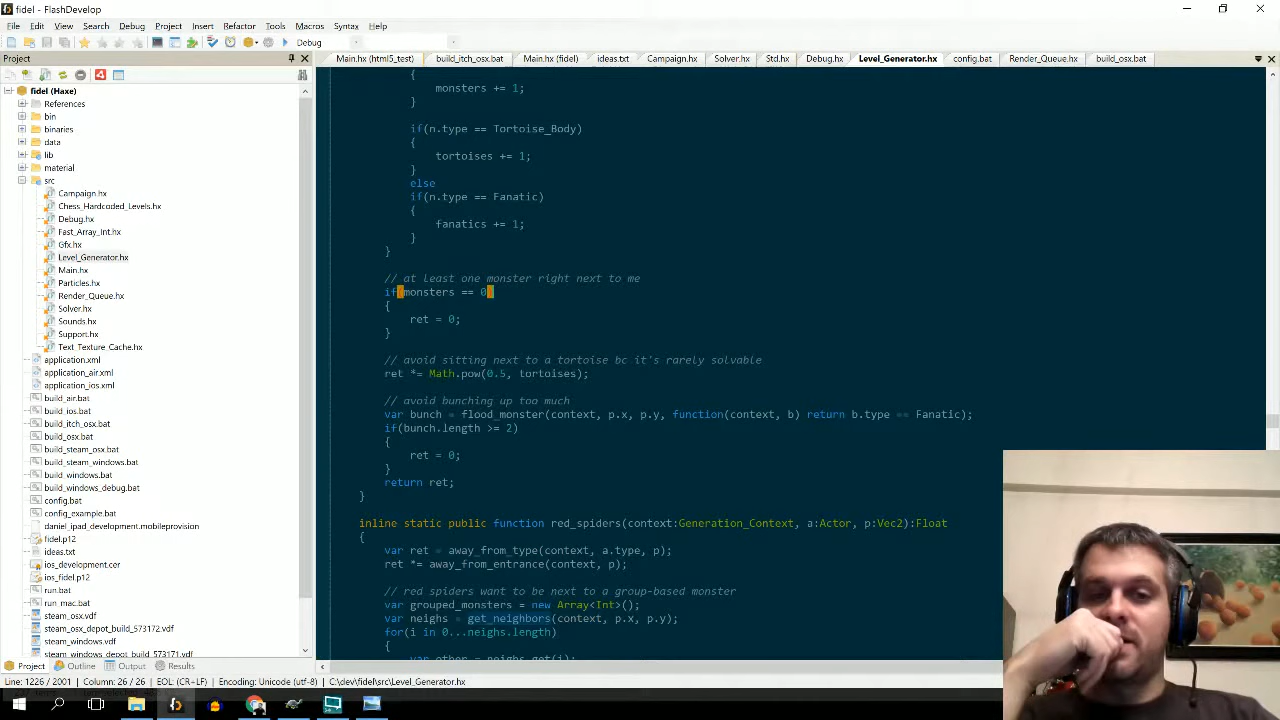 fidel - FlashDevelop
File Edit Search View Debug Insert Refactor Project Tools Macros Syntax Help
Debug
Project
fidel (Haxe)
References
bin
binaries
data
lib
material
src
Campaign.hx
Chess_Hardcoded_Levels.hx
Debug.hx
Fast_Array_Int.hx
Gfx.hx
Level_Generator.hx
Main.hx
Particles.hx
Render_Queue.hx
Solver.hx
Sounds.hx
Support.hx
Text_Texture_Cache.hx
application.xml
application_air.xml
application_ios.xml
build_air.bat
build_ios.bat
build_itch_osx.bat
build_osx.bat
build_steam_osx.bat
build_steam_windows.bat
build_windows_debug.bat
config.bat
config_example.bat
daniel_ipad_development.mobileprovision
fidel.p12
ideas.txt
ios_development.cer
ios_fidel.p12
run.bat
run_mac.bat
steam_osx.vdf
steam_osx_depot_build_573172.vdf
steam_windows.vdf
steam_windows_depot_build_573171.vdf
Project Outline Output Results
Main.hx (html5_test) build_itch_osx.bat Main.hx (fidel) ideas.txt Campaign.hx Solver.hx Std.hx Debug.hx Level_Generator.hx config.bat Render_Queue.hx build_osx.bat
{
monsters += 1;
}
if(n.type == Tortoise_Body)
{
tortoises += 1;
}
else
if(n.type == Fanatic)
{
fanatics += 1;
}
}
// at least one monster right next to me
if(monsters == 0)
{
ret = 0;
}
// avoid sitting next to a tortoise bc it's rarely solvable
ret *= Math.pow(0.5, tortoises);
// avoid bunching up too much
var bunch = flood_monster(context, p.x, p.y, function(context, b) return b.type == Fanatic);
if(bunch.length >= 2)
{
ret = 0;
}
return ret;
}
inline static public function red_spiders(context:Generation_Context, a:Actor, p:Vec2):Float
{
var ret = away_from_type(context, a.type, p);
ret *= away_from_entrance(context, p);
// red spiders want to be next to a group-based monster
var grouped_monsters = new Array<Int>();
var neighs = get_neighbors(context, p.x, p.y);
for(i in 0...neighs.length)
{
var other = neighs.get(i);
Line: 1226 / 2001 Column: 26 / 26 EOL: (CR+LF) Encoding: Unicode (utf-8) C:\dev\fidel\src\Level_Generator.hx